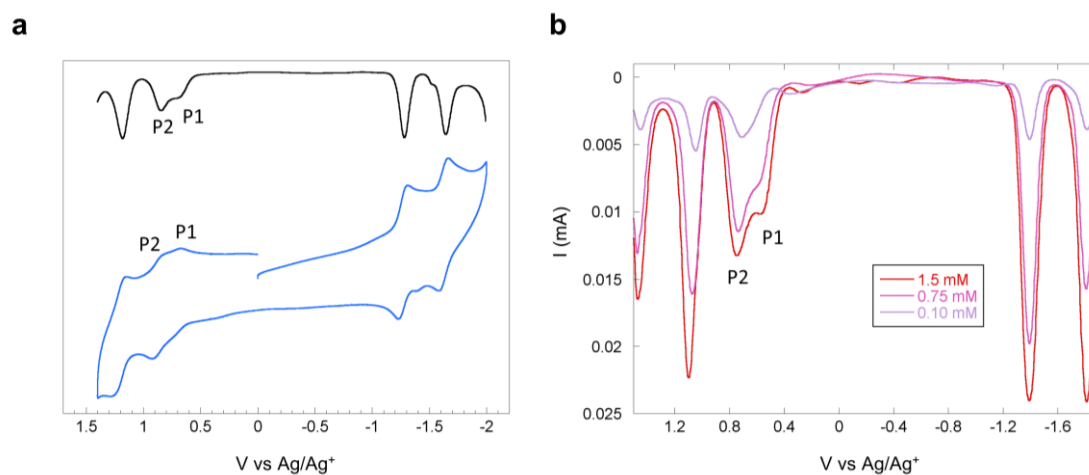 a
P2
P1
P2
P1
1.5 1 0.5 0 -0.5 -1 -1.5 -2
V vs Ag/Ag⁺
b
0
0.005
0.01
0.015
0.02
0.025
I (mA)
P1
P2
1.5 mM
0.75 mM
0.10 mM
1.2 0.8 0.4 0 -0.4 -0.8 -1.2 -1.6
V vs Ag/Ag⁺